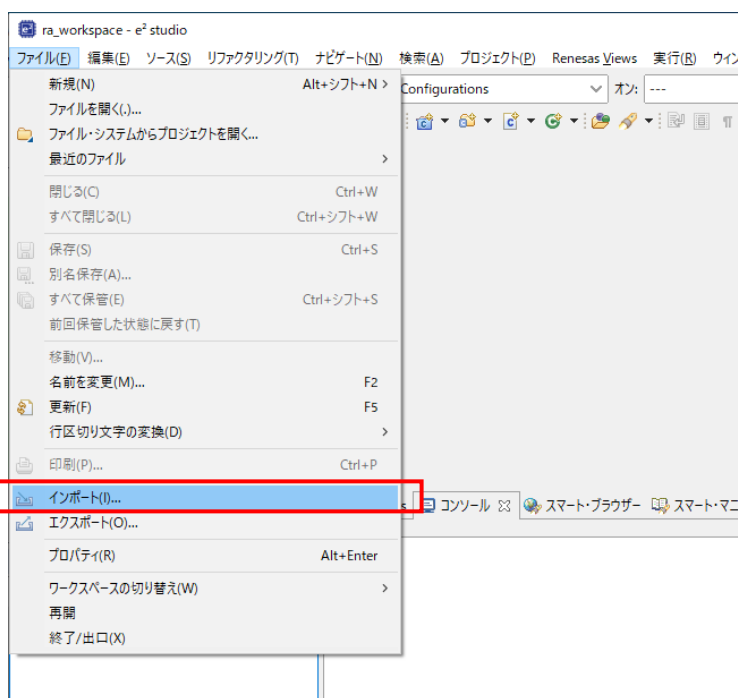 ra_workspace - e² studio
ファイル(F) 編集(E) ソース(S) リファクタリング(T) ナビゲート(N) 検索(A) プロジェクト(P) Renesas Views 実行(R) ウィン
Configurations オン: ---
新規(N) Alt+シフト+N >
ファイルを開く(.)...
ファイル・システムからプロジェクトを開く...
最近のファイル >
閉じる(C) Ctrl+W
すべて閉じる(L) Ctrl+シフト+W
保存(S) Ctrl+S
別名保存(A)...
すべて保管(E) Ctrl+シフト+S
前回保管した状態に戻す(T)
移動(V)...
名前を変更(M)... F2
更新(F) F5
行区切り文字の変換(D) >
印刷(P)... Ctrl+P
インポート(I)...
エクスポート(O)...
プロパティ(R) Alt+Enter
ワークスペースの切り替え(W) >
再開
終了/出口(X)
s コンソール スマート・ブラウザー スマート・マニ